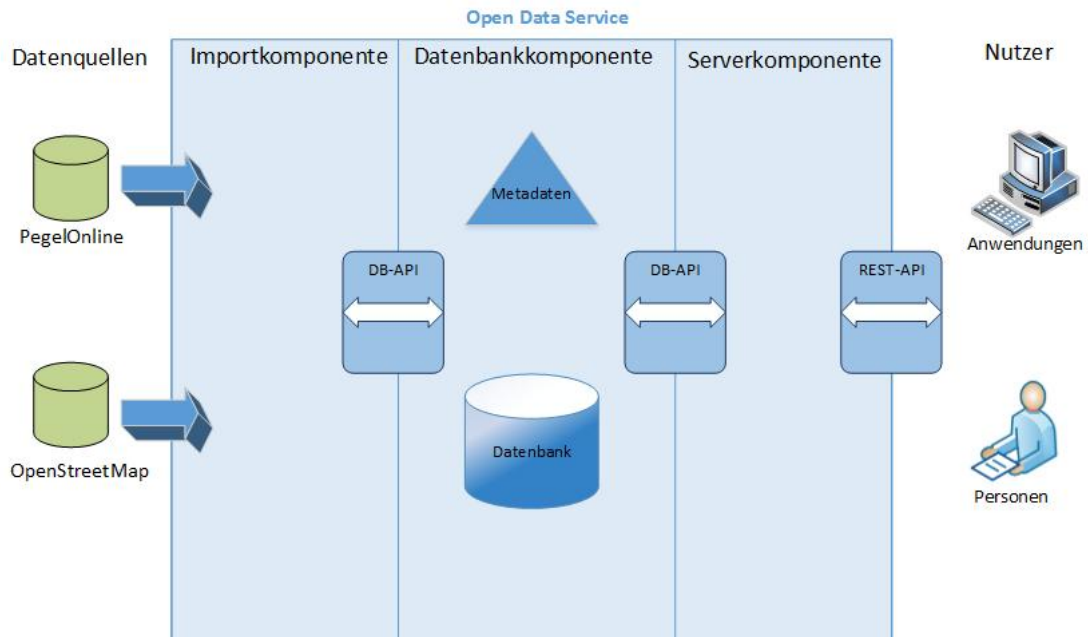 Open Data Service
Datenquellen
Importkomponente
Datenbankkomponente
Serverkomponente
Nutzer
Metadaten
PegelOnline
Anwendungen
DB-API
DB-API
REST-API
Datenbank
OpenStreetMap
Personen